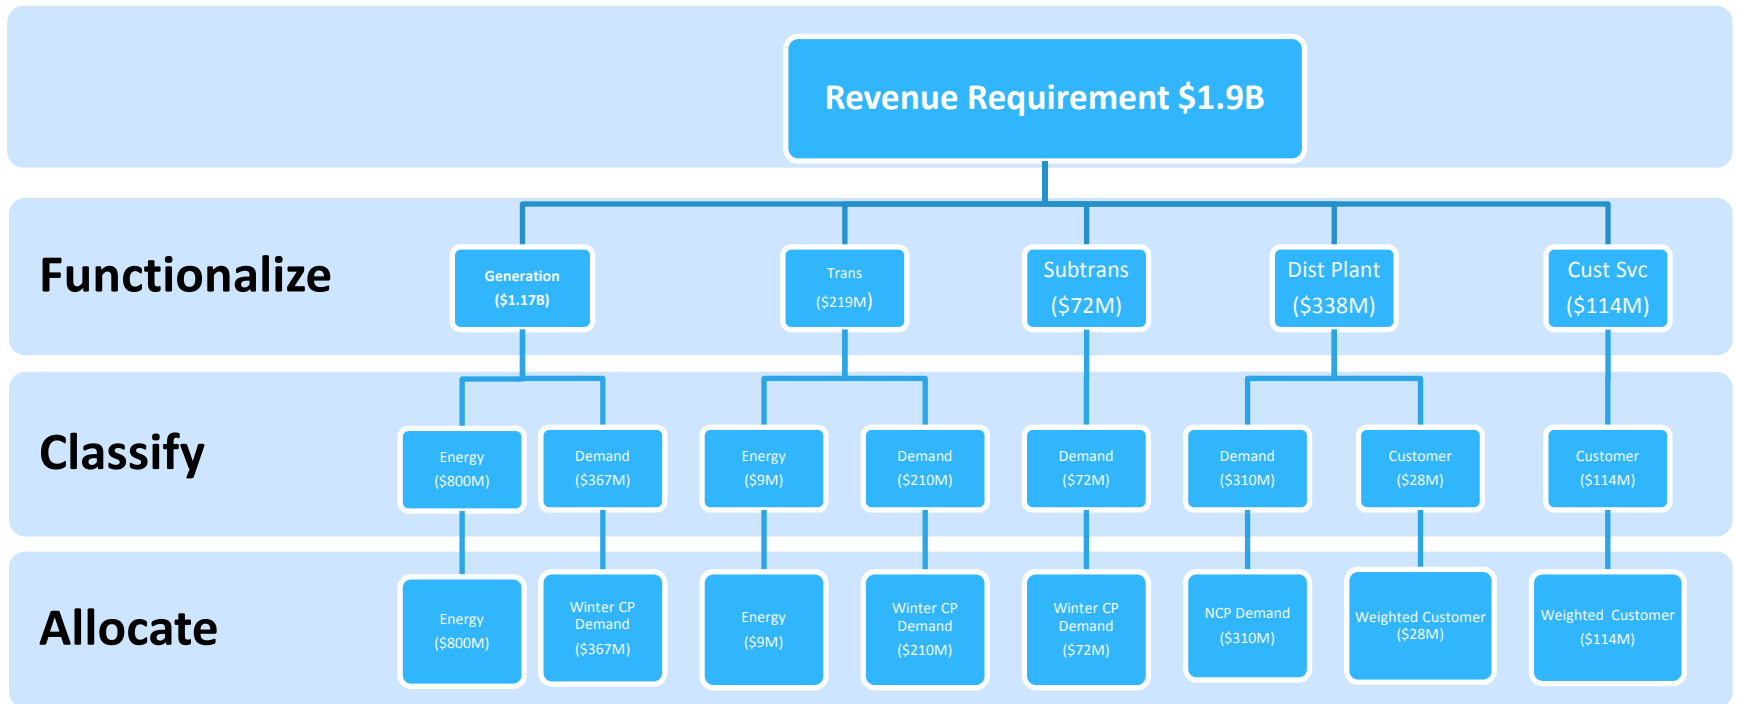 Revenue Requirement $1.9B
Functionalize
Generation
($1.17B)
Trans
($219M)
Subtrans
($72M)
Dist Plant
($338M)
Cust Svc
($114M)
Classify
Energy
($800M)
Demand
($367M)
Energy
($9M)
Demand
($210M)
Demand
($72M)
Demand
($310M)
Customer
($28M)
Customer
($114M)
Allocate
Energy
($800M)
Winter CP
Demand
($367M)
Energy
($9M)
Winter CP
Demand
($210M)
Winter CP
Demand
($72M)
NCP Demand
($310M)
Weighted Customer
($28M)
Weighted  Customer
($114M)